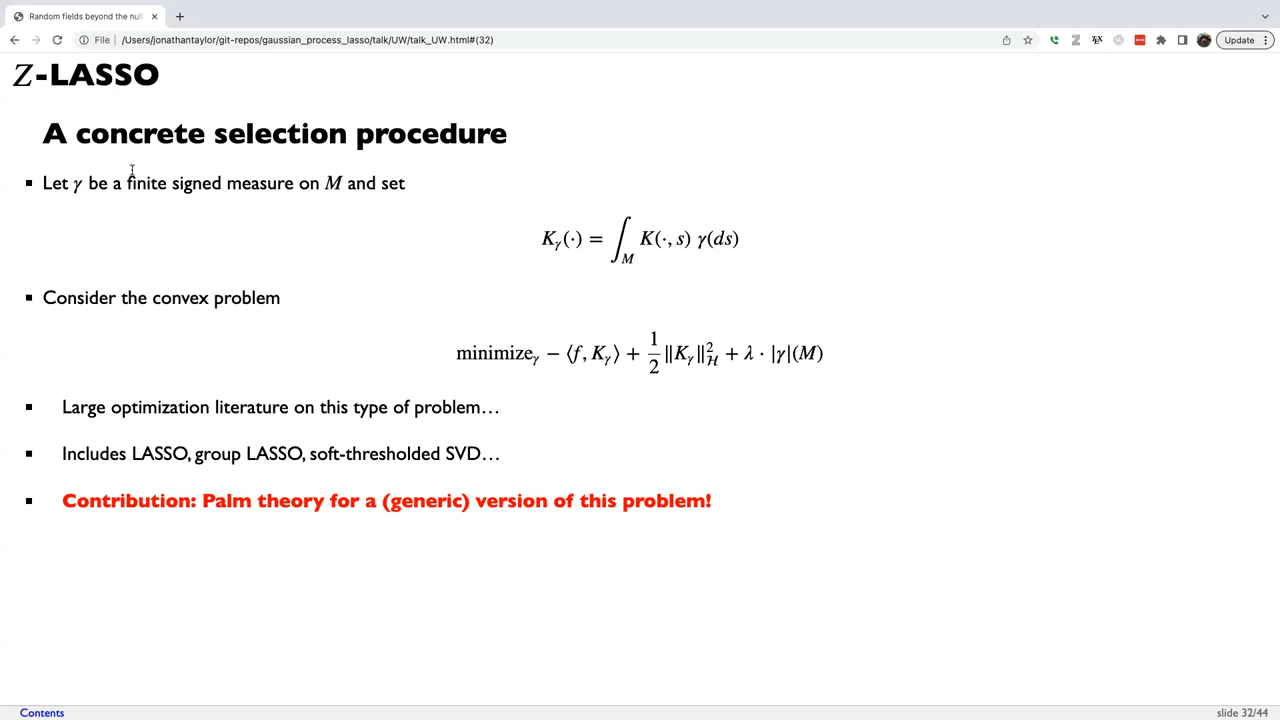 Random fields beyond the nul
File /Users/jonathantaylor/git-repos/gaussian_process_lasso/talk/UW/talk_UW.html#(32)
Update
Z-LASSO
A concrete selection procedure
▪ Let γ be a finite signed measure on M and set
K_γ(·) = ∫_M K(·, s) γ(ds)
▪ Consider the convex problem
minimize_γ − ⟨f, K_γ⟩ + 1/2 ‖K_γ‖²_ℋ + λ · |γ|(M)
▪ Large optimization literature on this type of problem…
▪ Includes LASSO, group LASSO, soft-thresholded SVD…
▪ Contribution: Palm theory for a (generic) version of this problem!
Contents
slide 32/44